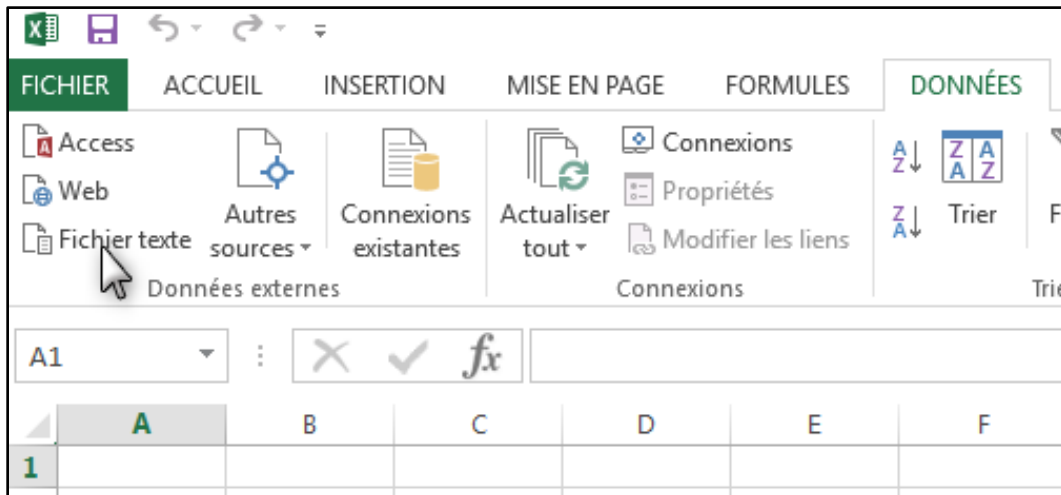 FICHIER ACCUEIL INSERTION MISE EN PAGE FORMULES DONNÉES
Access
Web
Fichier texte
Autres
sources
Connexions
existantes
Données externes
Actualiser
tout
Connexions
Propriétés
Modifier les liens
Connexions
A
Z
Z
A
Z A
A Z
Trier
F
Trie
A1
fx
A B C D E F
1